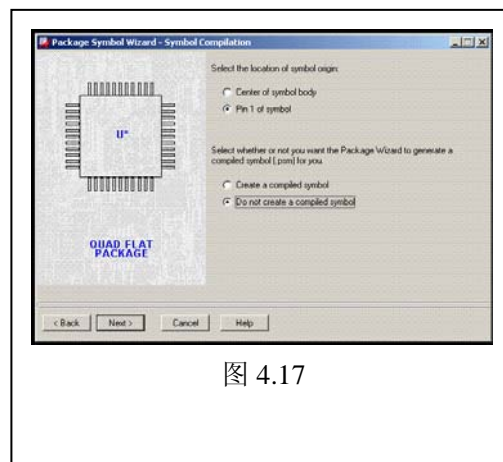 Package Symbol Wizard - Symbol Compilation
Select the location of symbol origin:
Center of symbol body
Pin 1 of symbol
U*
Select whether or not you want the Package Wizard to generate a
compiled symbol (.psm) for you.
Create a compiled symbol
Do not create a compiled symbol
QUAD FLAT
PACKAGE
< Back
Next >
Cancel
Help
图 4.17